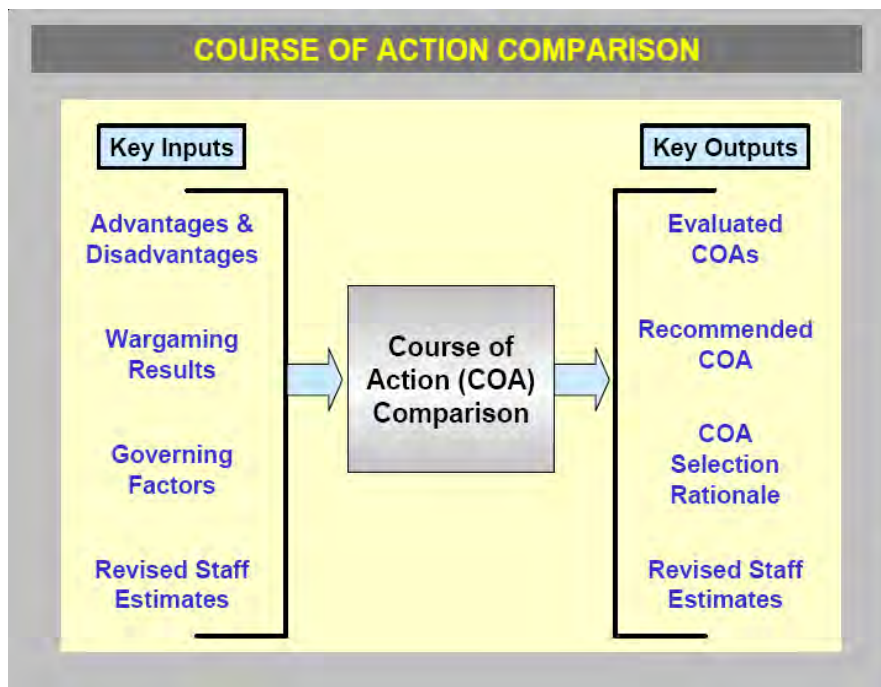 COURSE OF ACTION COMPARISON
Key Inputs
Advantages &
Disadvantages
Wargaming
Results
Governing
Factors
Revised Staff
Estimates
Course of
Action (COA)
Comparison
Key Outputs
Evaluated
COAs
Recommended
COA
COA
Selection
Rationale
Revised Staff
Estimates